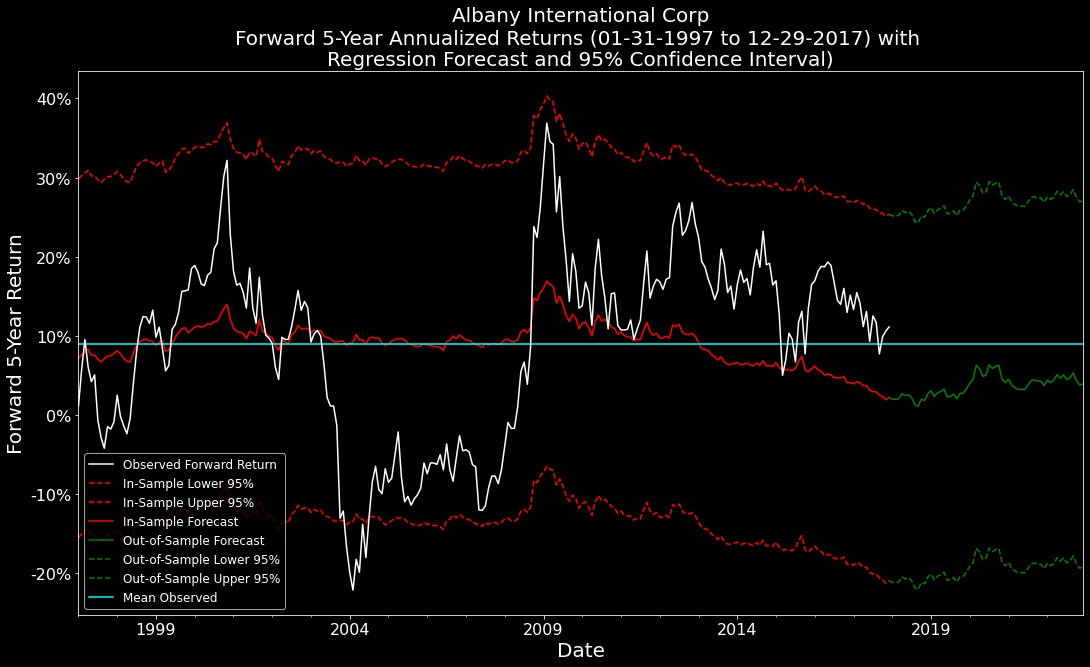 Albany International Corp
Forward 5-Year Annualized Returns (01-31-1997 to 12-29-2017) with
Regression Forecast and 95% Confidence Interval)
Forward 5-Year Return
40%
30%
20%
10%
0%
-10%
-20%
Observed Forward Return
In-Sample Lower 95%
In-Sample Upper 95%
In-Sample Forecast
Out-of-Sample Forecast
Out-of-Sample Lower 95%
Out-of-Sample Upper 95%
Mean Observed
1999 2004 2009 2014 2019
Date